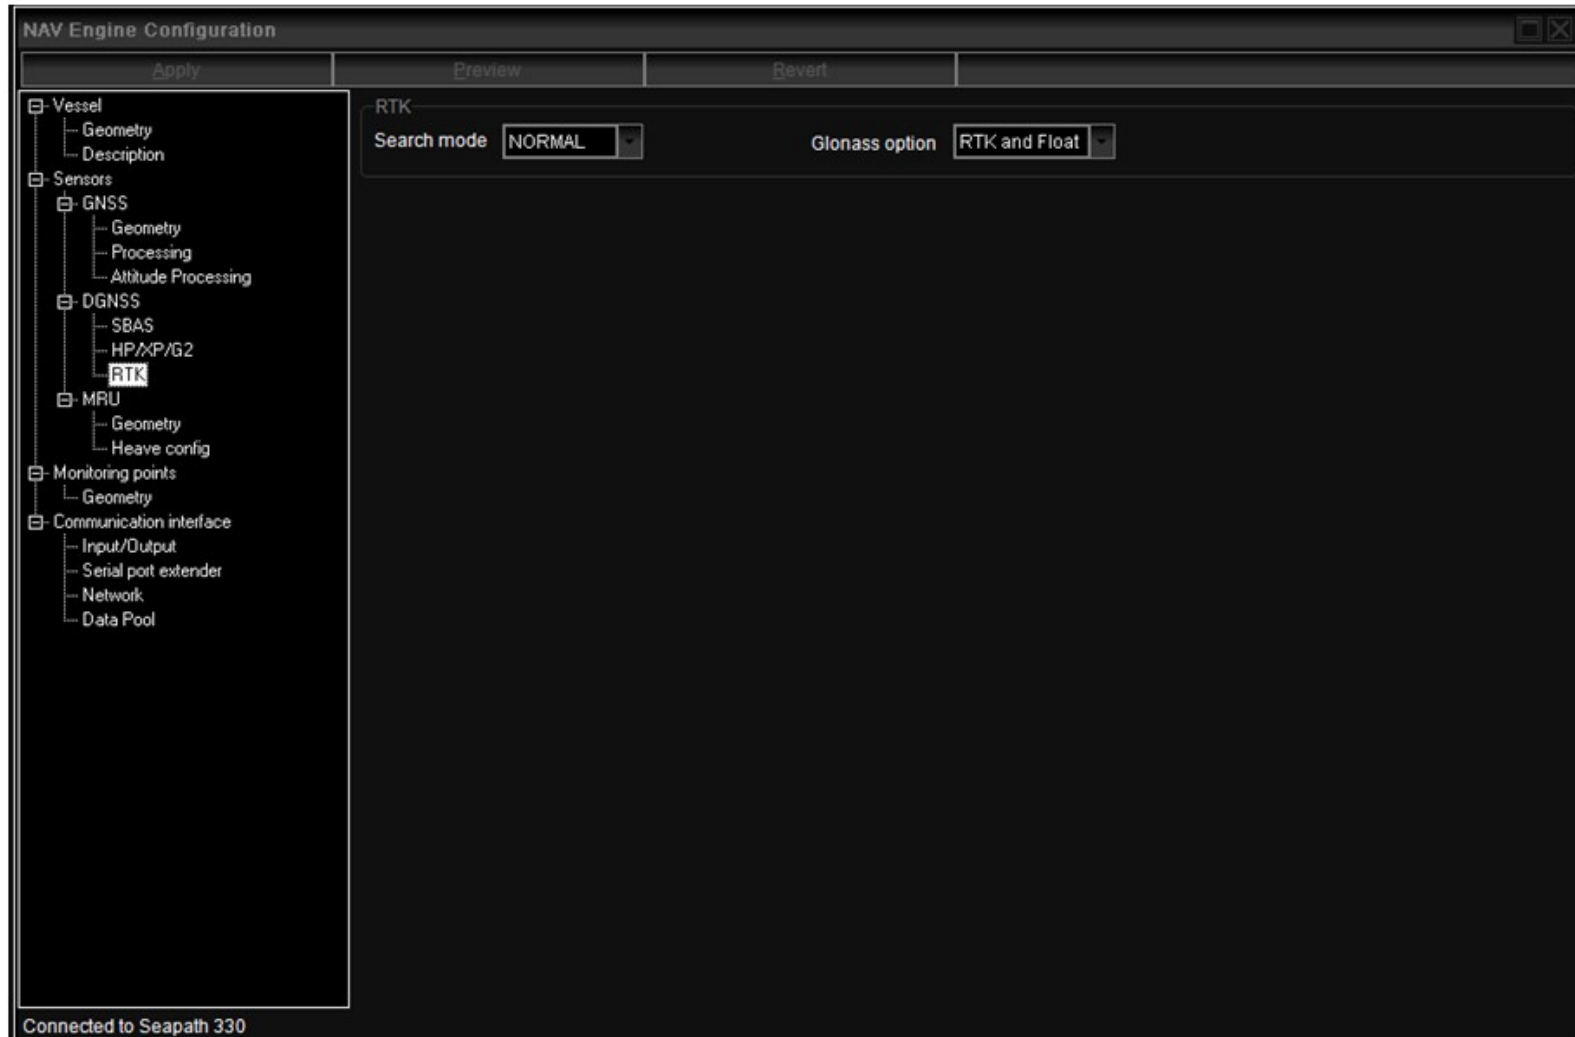 NAV Engine Configuration
Apply Preview Revert
Vessel
Geometry
Description
Sensors
GNSS
Geometry
Processing
Attitude Processing
DGNSS
SBAS
HP/XP/G2
RTK
MRU
Geometry
Heave config
Monitoring points
Geometry
Communication interface
Input/Output
Serial port extender
Network
Data Pool
RTK
Search mode NORMAL Glonass option RTK and Float
Connected to Seapath 330